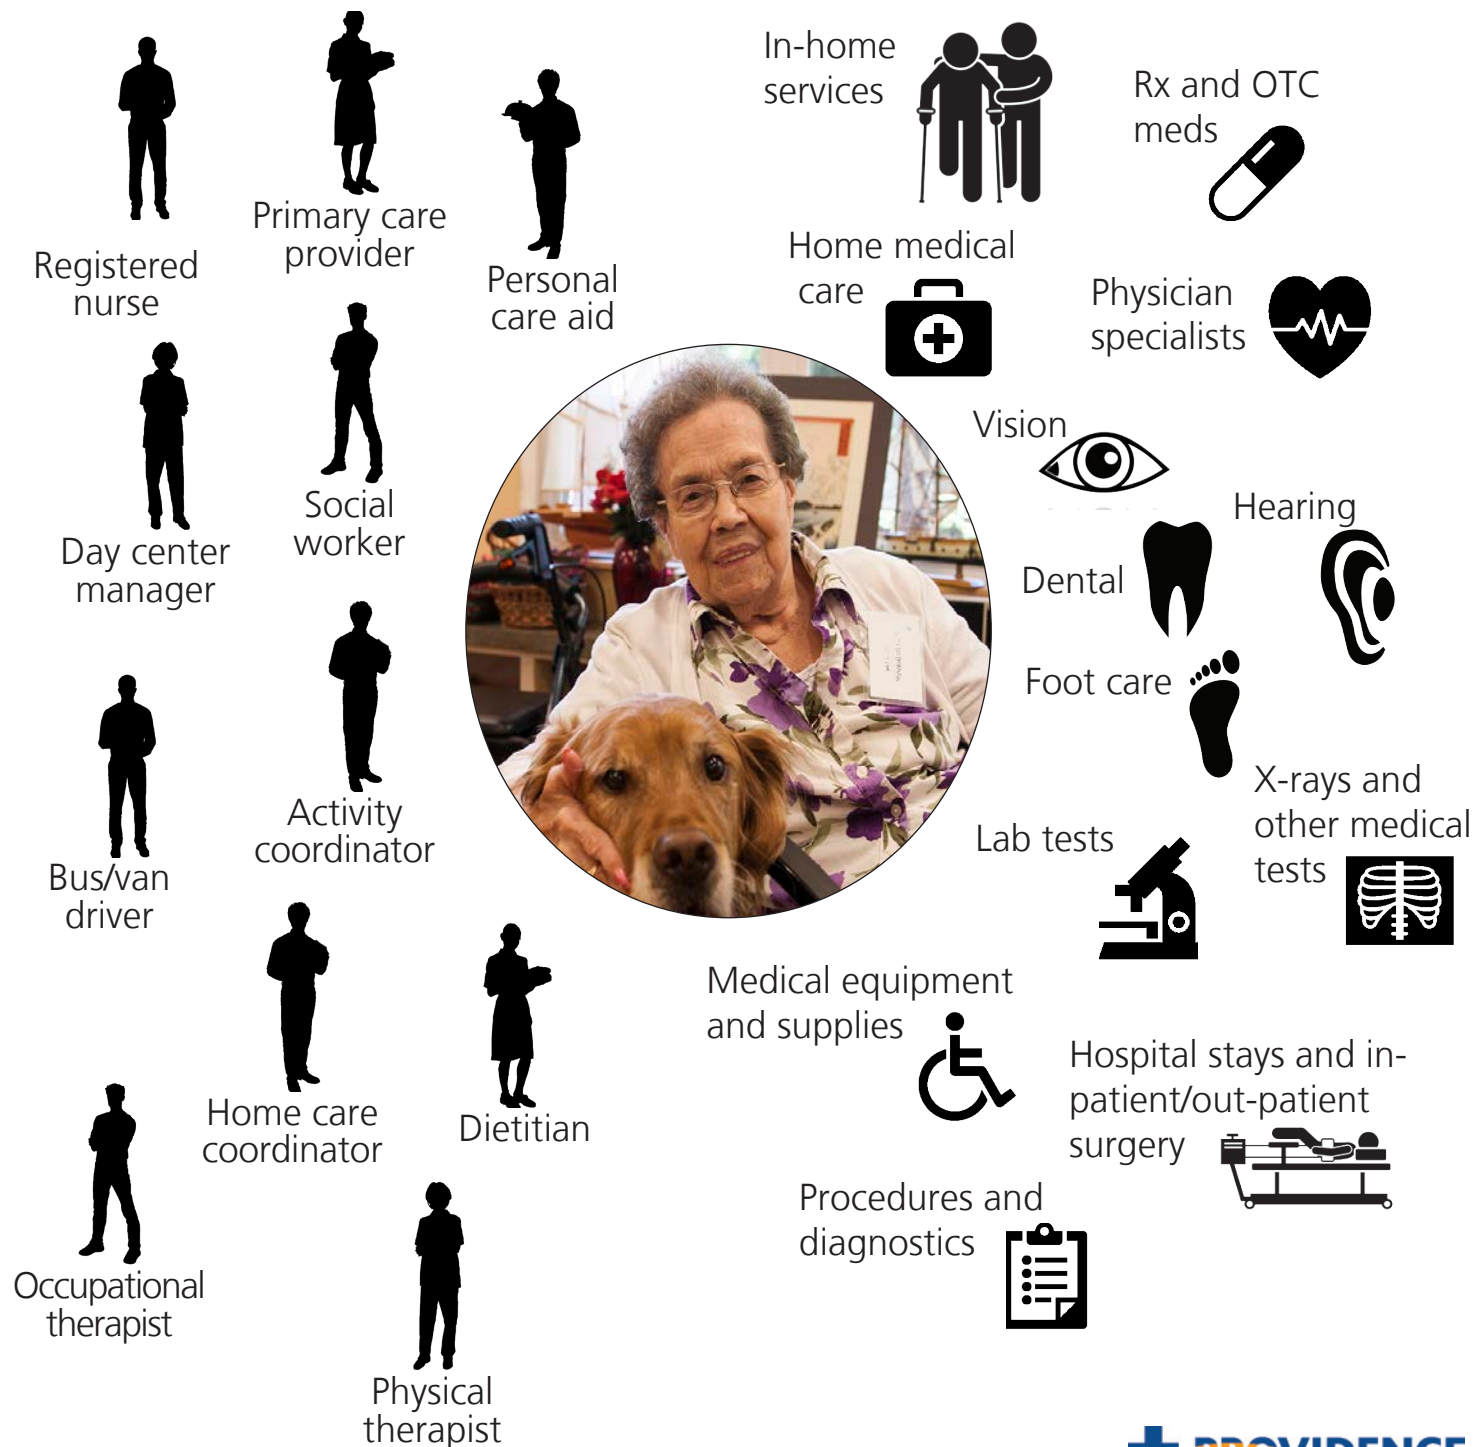 Registered
nurse
Primary care
provider
Personal
care aid
Day center
manager
Social
worker
Bus/van
driver
Activity
coordinator
Home care
coordinator
Dietitian
Occupational
therapist
Physical
therapist
In-home
services
Rx and OTC
meds
Home medical
care
Physician
specialists
Vision
Hearing
Dental
Foot care
X-rays and
other medical
tests
Lab tests
Medical equipment
and supplies
Hospital stays and in-
patient/out-patient
surgery
Procedures and
diagnostics
PROVIDENCE